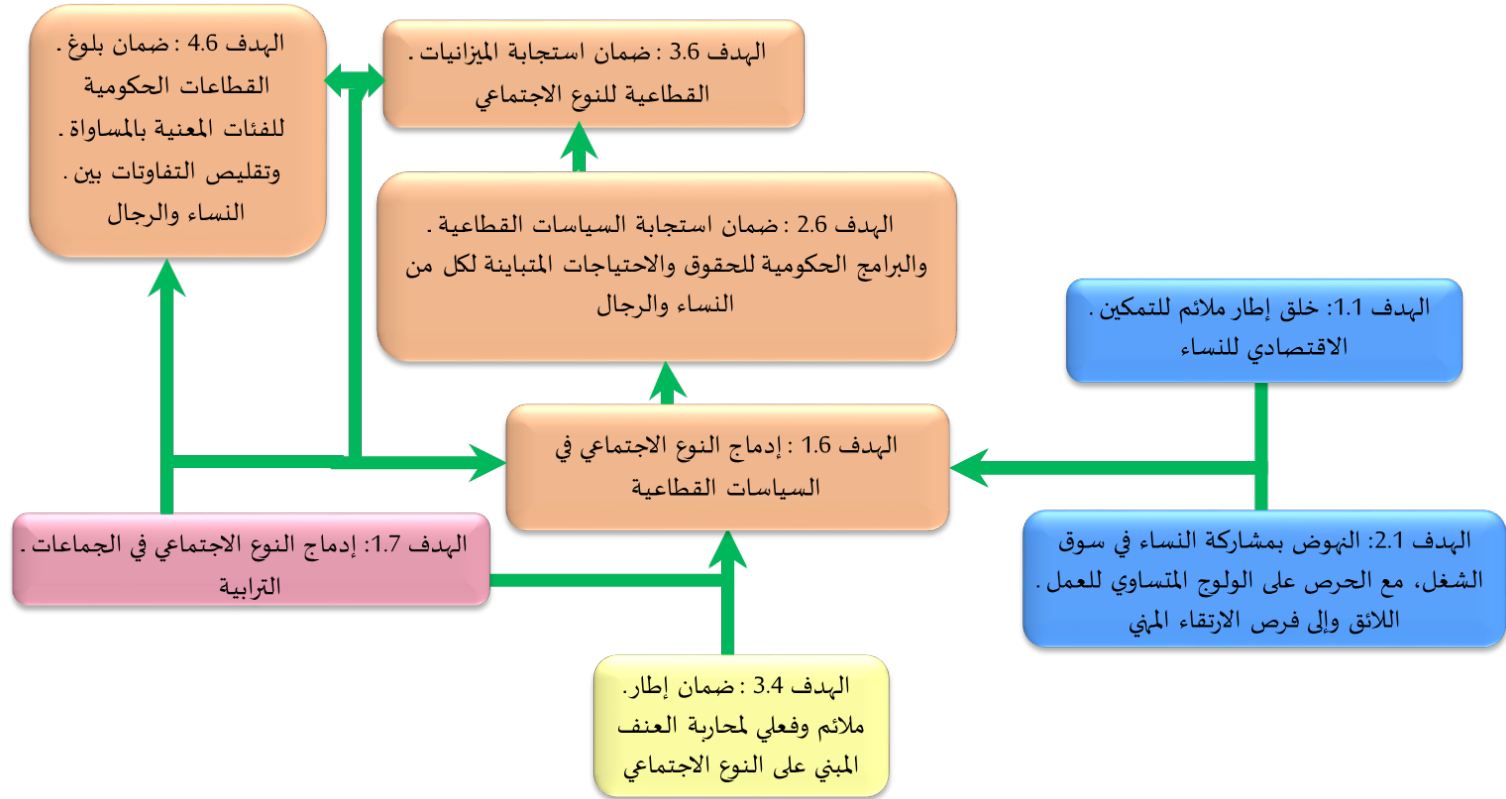 الهدف 4.6 : ضمان بلوغ .
القطاعات الحكومية
للفئات المعنية بالمساواة .
وتقليص التفاوتات بين .
النساء والرجال
الهدف 3.6 : ضمان استجابة الميزانيات .
القطاعية للنوع الاجتماعي
الهدف 2.6 : ضمان استجابة السياسات القطاعية .
والبرامج الحكومية للحقوق والاحتياجات المتباينة لكل من
النساء والرجال
الهدف 1.1: خلق إطار ملائم للتمكين .
الاقتصادي للنساء
الهدف 1.6 : إدماج النوع الاجتماعي في
السياسات القطاعية
الهدف 1.7: إدماج النوع الاجتماعي في الجماعات .
الترابية
الهدف 2.1: النهوض بمشاركة النساء في سوق
الشغل، مع الحرص على الولوج المتساوي للعمل .
اللائق وإلى فرص الارتقاء المهني
الهدف 3.4 : ضمان إطار.
ملائم وفعلي لمحاربة العنف
المبني على النوع الاجتماعي